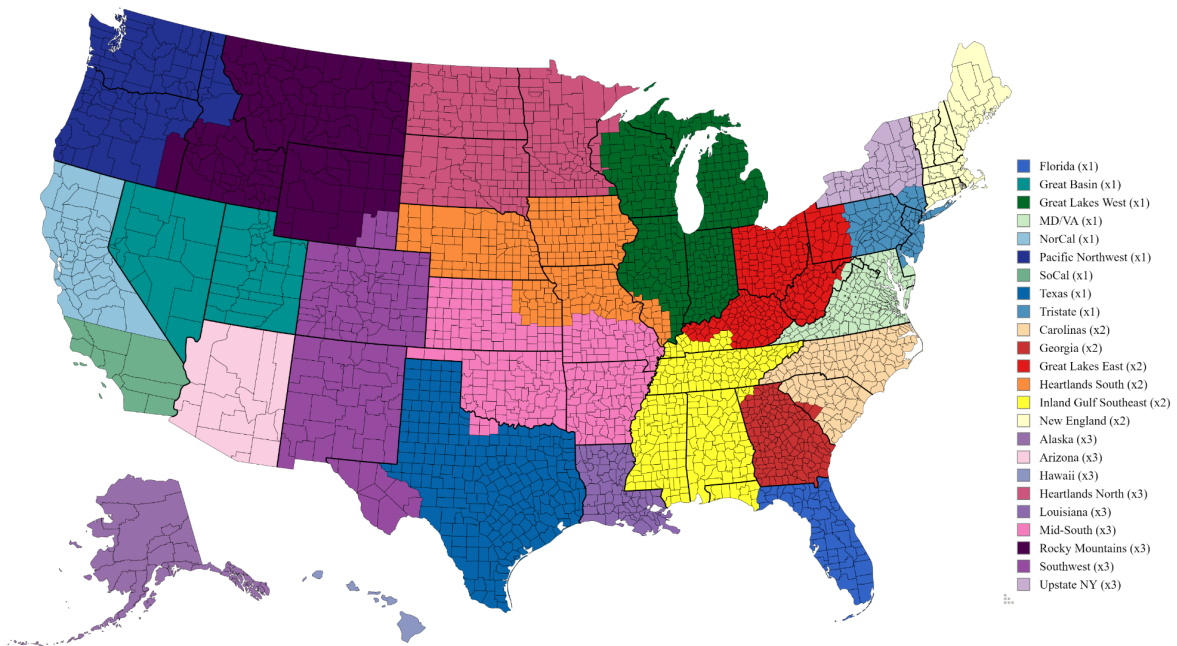 Florida (x1)
Great Basin (x1)
Great Lakes West (x1)
MD/VA (x1)
NorCal (x1)
Pacific Northwest (x1)
SoCal (x1)
Texas (x1)
Tristate (x1)
Carolinas (x2)
Georgia (x2)
Great Lakes East (x2)
Heartlands South (x2)
Inland Gulf Southeast (x2)
New England (x2)
Alaska (x3)
Arizona (x3)
Hawaii (x3)
Heartlands North (x3)
Louisiana (x3)
Mid-South (x3)
Rocky Mountains (x3)
Southwest (x3)
Upstate NY (x3)